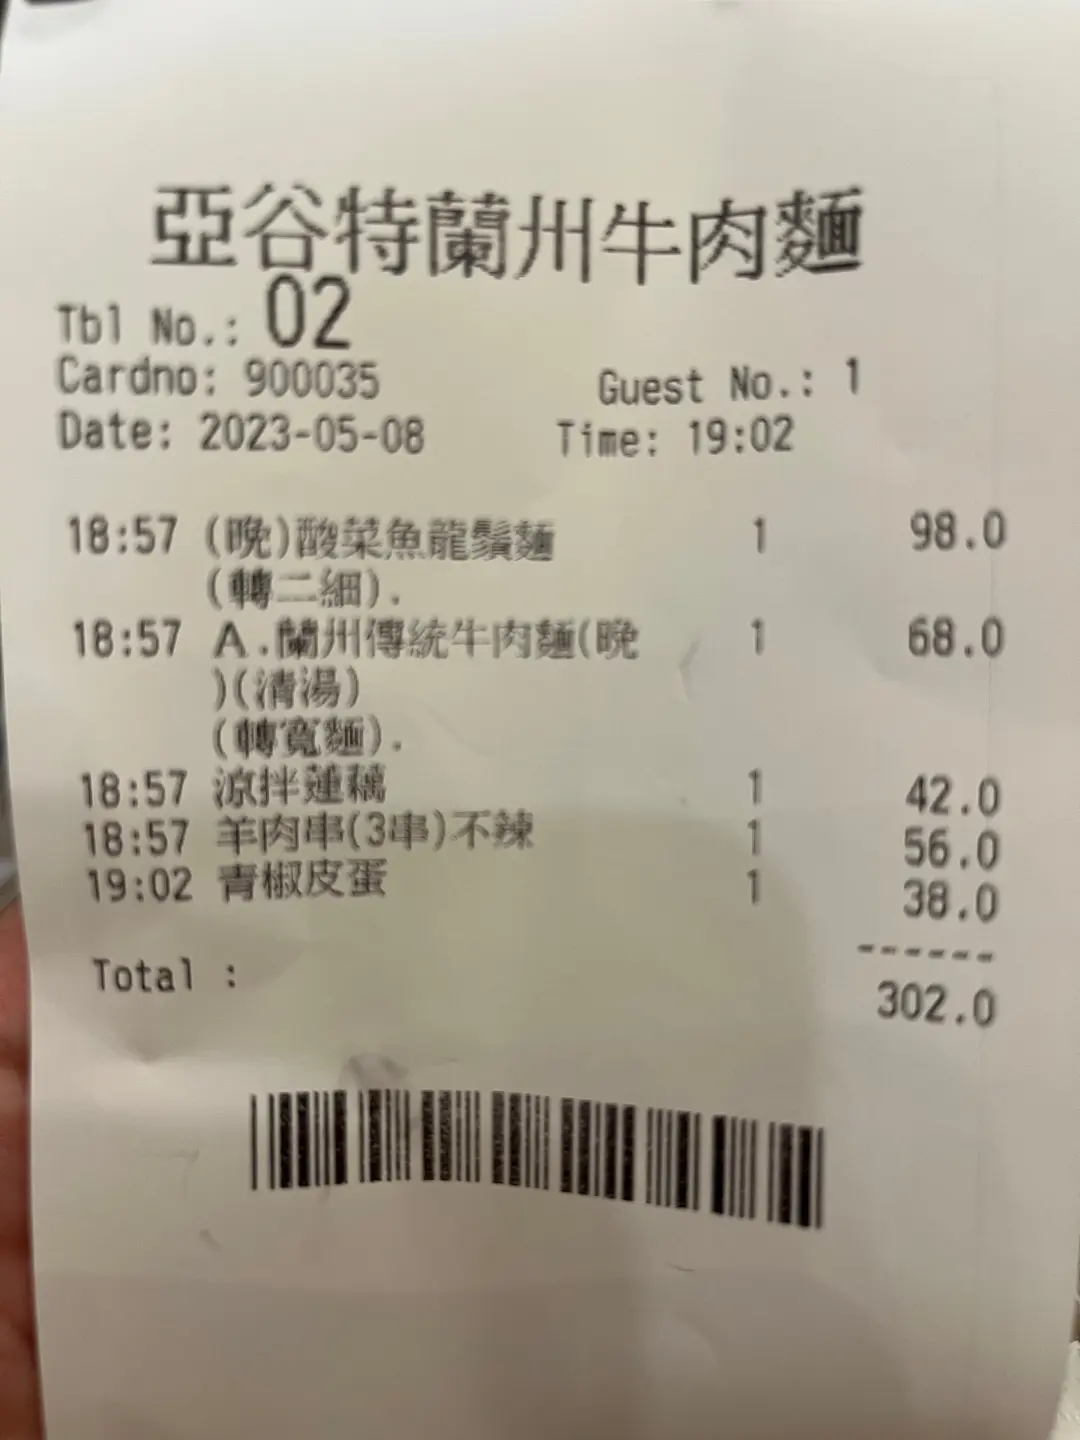 亞谷特蘭州牛肉麵
Tbl No.: 02
Cardno: 900035 Guest No.: 1
Date: 2023-05-08 Time: 19:02
18:57 (晚)酸菜魚龍鬚麵 1 98.0
(轉二細).
18:57 A.蘭州傳統牛肉麵(晚 1 68.0
)(清湯)
(轉寬麵).
18:57 涼拌蓮藕 1 42.0
18:57 羊肉串(3串)不辣 1 56.0
19:02 青椒皮蛋 1 38.0
------
Total : 302.0